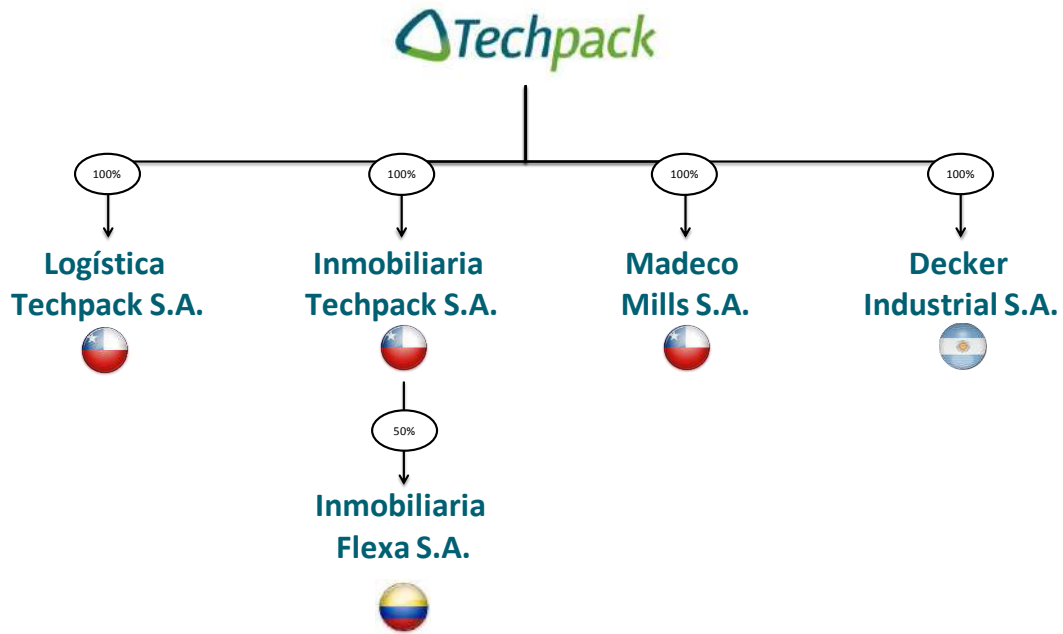 Techpack
100%
100%
100%
100%
Logística
Techpack S.A.
Inmobiliaria
Techpack S.A.
Madeco
Mills S.A.
Decker
Industrial S.A.
50%
Inmobiliaria
Flexa S.A.